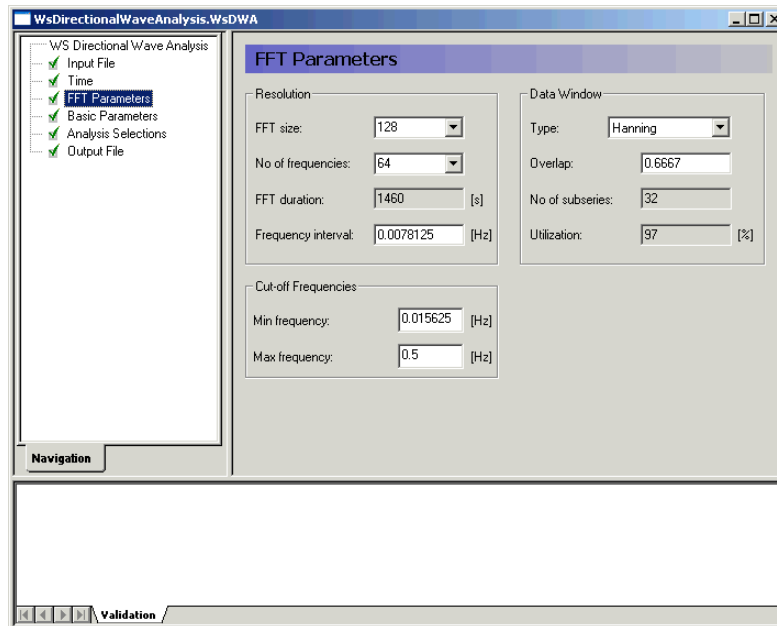 WsDirectionalWaveAnalysis.WsDWA
WS Directional Wave Analysis
Input File
Time
FFT Parameters
Basic Parameters
Analysis Selections
Output File
Navigation
FFT Parameters
Resolution
FFT size: 128
No of frequencies: 64
FFT duration: 1460 [s]
Frequency interval: 0.0078125 [Hz]
Data Window
Type: Hanning
Overlap: 0.6667
No of subseries: 32
Utilization: 97 [%]
Cut-off Frequencies
Min frequency: 0.015625 [Hz]
Max frequency: 0.5 [Hz]
Validation